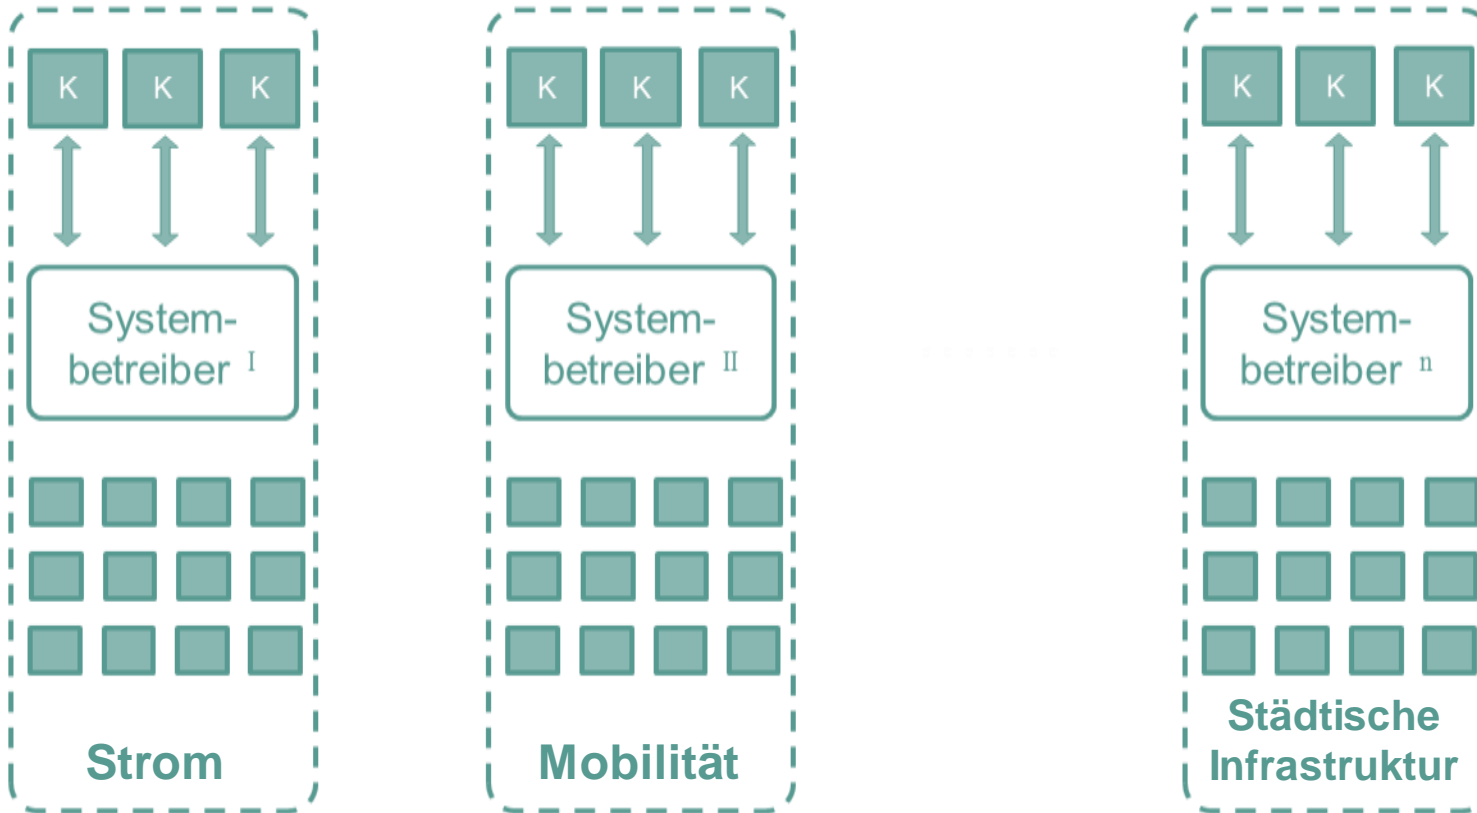 K K K
System-
betreiber I
Strom
K K K
System-
betreiber II
Mobilität
.......
K K K
System-
betreiber n
Städtische
Infrastruktur